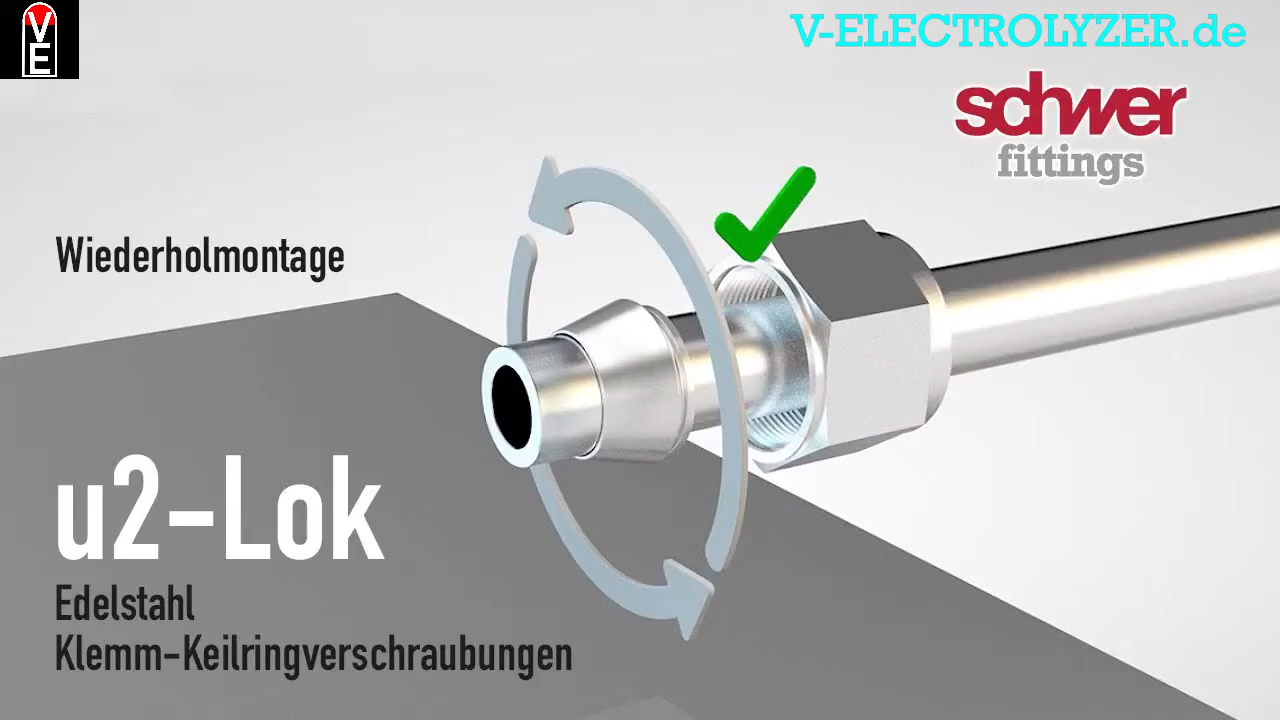 VE
V-ELECTROLYZER.de
schwer
fittings
Wiederholmontage
u2-Lok
Edelstahl
Klemm-Keilringverschraubungen